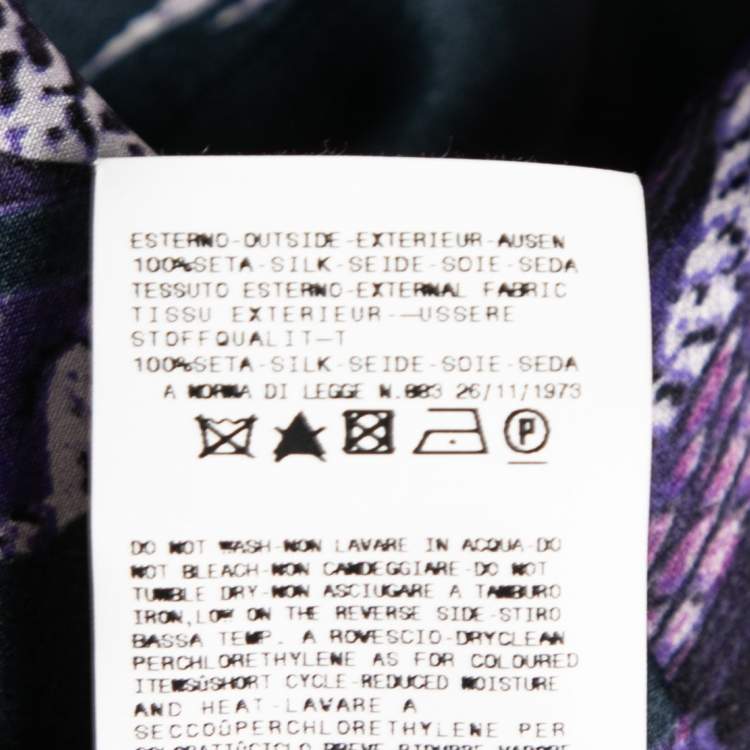 ESTERNO-OUTSIDE-EXTERIEUR-AUSEN
100%SETA-SILK-SEIDE-SOIE-SEDA
TESSUTO ESTERNO-EXTERNAL FABRIC
TISSU EXTERIEUR-—USSERE
STOFFQUALIT—T
100%SETA-SILK-SEIDE-SOIE-SEDA
A NORMA DI LEGGE N.883 26/11/1973
P
DO NOT WASH-NON LAVARE IN ACQUA-DO
NOT BLEACH-NON CANDEGGIARE-DO NOT
TUMBLE DRY-NON ASCIUGARE A TAMBURO
IRON,LOW ON THE REVERSE SIDE-STIRO
BASSA TEMP. A ROVESCIO-DRYCLEAN
PERCHLORETHYLENE AS FOR COLOURED
ITEMSûSHORT CYCLE-REDUCED MOISTURE
AND HEAT-LAVARE A
SECCOûPERCHLORETHYLENE PER